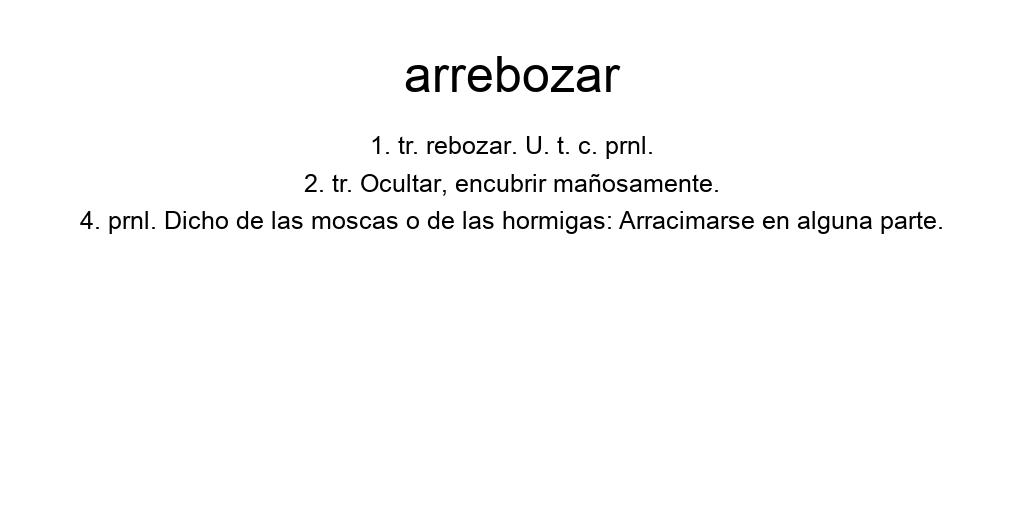 arrebozar
1. tr. rebozar. U. t. c. prnl.
2. tr. Ocultar, encubrir mañosamente.
4. prnl. Dicho de las moscas o de las hormigas: Arracimarse en alguna parte.